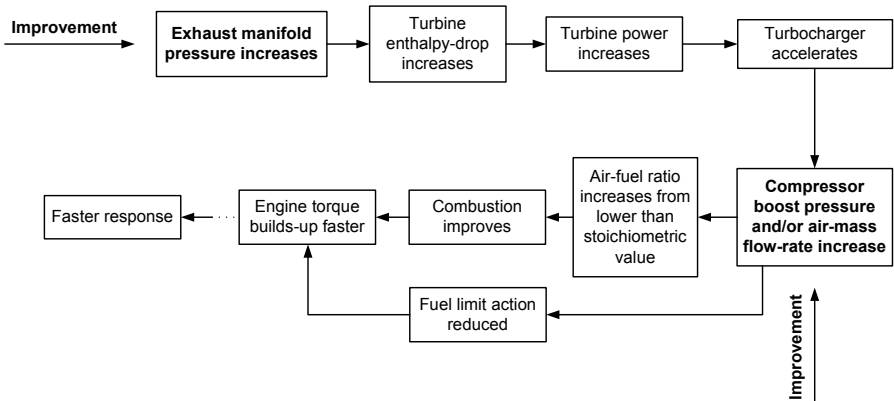 Improvement
Exhaust manifold
pressure increases
Turbine
enthalpy-drop
increases
Turbine power
increases
Turbocharger
accelerates
Compressor
boost pressure
and/or air-mass
flow-rate increase
Air-fuel ratio
increases from
lower than
stoichiometric
value
Combustion
improves
Engine torque
builds-up faster
Faster response
Fuel limit action
reduced
Improvement